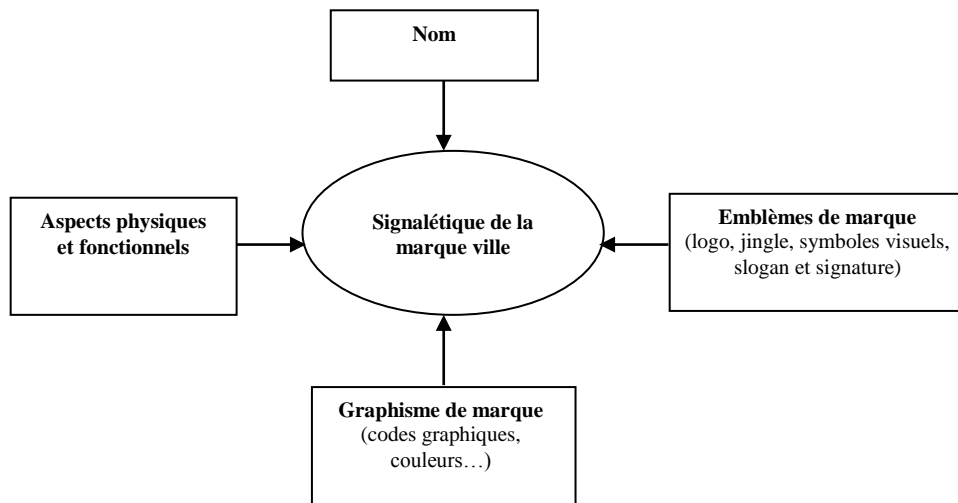 Nom
Aspects physiques
et fonctionnels
Signalétique de la
marque ville
Emblèmes de marque
(logo, jingle, symboles visuels,
slogan et signature)
Graphisme de marque
(codes graphiques,
couleurs…)